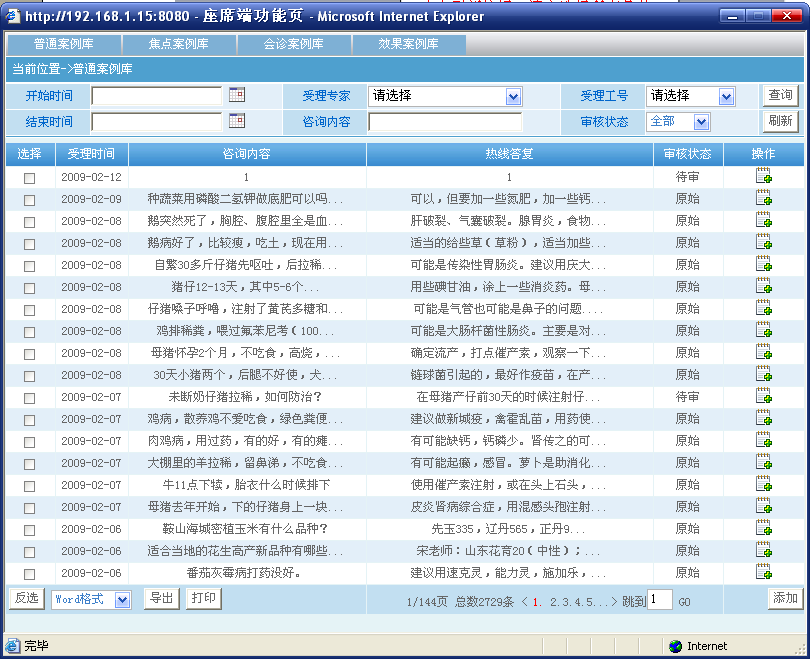 http://192.168.1.15:8080 - 座席端功能页 - Microsoft Internet Explorer
普通案例库 焦点案例库 会诊案例库 效果案例库
当前位置->普通案例库
开始时间 受理专家 请选择 受理工号 请选择 查询
结束时间 咨询内容 审核状态 全部 刷新
选择 受理时间 咨询内容 热线答复 审核状态 操作
2009-02-12 1 1 待审
2009-02-09 种蔬菜用磷酸二氢钾做底肥可以吗... 可以，但要加一些氮肥，加一些钙... 原始
2009-02-08 鹅突然死了，胸腔、腹腔里全是血... 肝破裂、气囊破裂。腺胃炎，食物... 原始
2009-02-08 鹅病好了，比较瘦，吃土，现在用... 适当的给些草（草粉），适当加些... 原始
2009-02-08 自繁30多斤仔猪先呕吐，后拉稀... 可能是传染性胃肠炎。建议用庆大... 原始
2009-02-08 猪仔12-13天，其中5-6个... 用些碘甘油，涂上一些消炎药。母... 原始
2009-02-08 仔猪嗓子呼噜，注射了黄芪多糖和... 可能是气管也可能是鼻子的问题.... 原始
2009-02-08 鸡排稀粪，喂过氟苯尼考（100... 可能是大肠杆菌性肠炎。主要是对... 原始
2009-02-08 母猪怀孕2个月，不吃食，高烧，... 确定流产，打点催产素，观察一下... 原始
2009-02-08 30天小猪两个，后腿不好使，犬... 链球菌引起的，最好作疫苗，在产... 原始
2009-02-07 未断奶仔猪拉稀，如何防治？ 在母猪产仔前30天的时候注射仔... 待审
2009-02-07 鸡病，散养鸡不爱吃食，绿色粪便... 建议做新城疫，禽霍乱苗，用药使... 原始
2009-02-07 肉鸡病，用过药，有的好，有的瘫... 有可能缺钙，钙磷少。肾传之的可... 原始
2009-02-07 大棚里的羊拉稀，留鼻涕，不吃食... 有可能起癞，感冒。萝卜是助消化... 原始
2009-02-07 牛11点下犊，胎衣什么时候排下 使用催产素注射，或在头上石头，... 原始
2009-02-07 母猪去年开始，下的仔猪身上一块... 皮炎肾病综合症，用混感头孢注射... 原始
2009-02-06 鞍山海城密植玉米有什么品种？ 先玉335，辽丹565，正丹9... 原始
2009-02-06 适合当地的花生高产新品种有哪些... 宋老师：山东花育20（中性）；... 原始
2009-02-06 番茄灰霉病打药没好。 建议用速克灵，能力灵，施加乐，... 原始
反选 Word格式 导出 打印 1/144页 总数2729条 < 1. 2.3.4.5...> 跳到 1 GO 添加
完毕 Internet